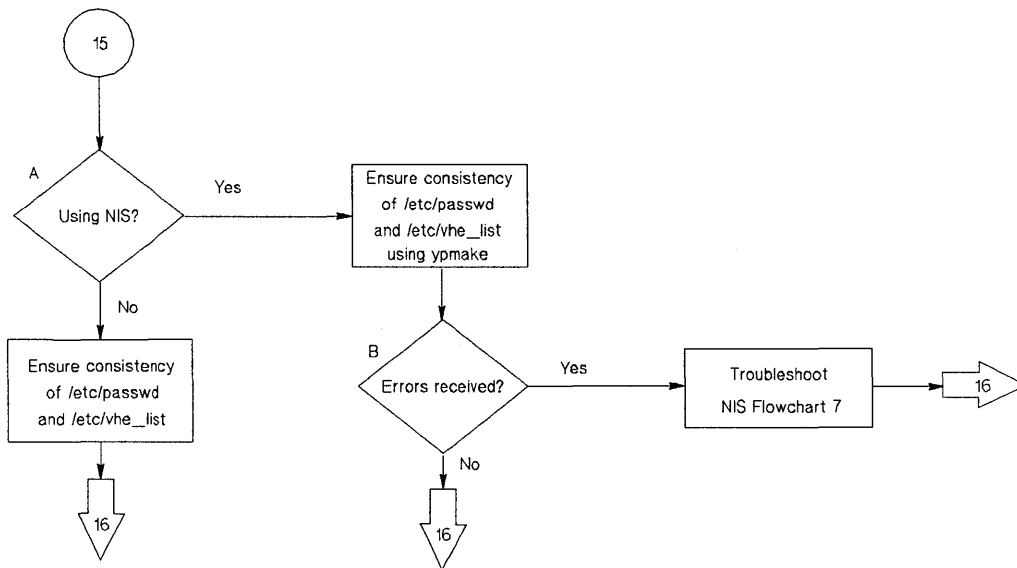 15
A
Using NIS?
Yes
Ensure consistency
of /etc/passwd
and /etc/vhe_list
using ypmake
No
Ensure consistency
of /etc/passwd
and /etc/vhe_list
16
B
Errors received?
Yes
Troubleshoot
NIS Flowchart 7
16
No
16